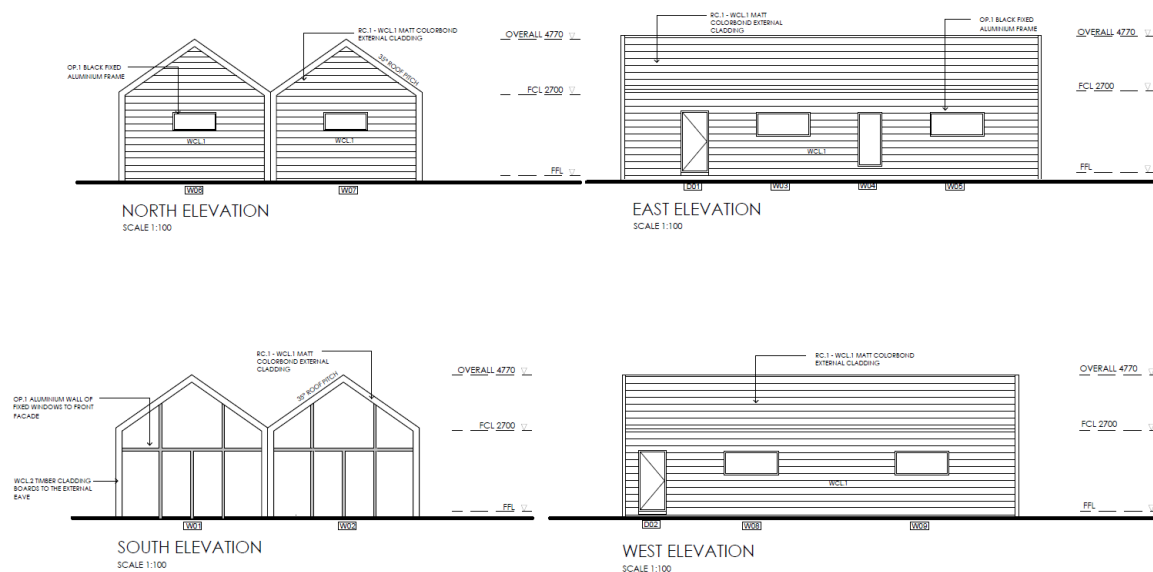 RC.1 - WCL.1 MATT COLORBOND
EXTERNAL CLADDING
OVERALL 4770
35° ROOF PITCH
OP.1 BLACK FIXED
ALUMINIUM FRAME
FCL 2700
WCL.1
WCL.1
FFL
W06
W07
NORTH ELEVATION
SCALE 1:100
RC.1 - WCL.1 MATT
COLORBOND EXTERNAL
CLADDING
OP.1 BLACK FIXED
ALUMINIUM FRAME
OVERALL 4770
FCL 2700
WCL.1
FFL
D01
W03
W04
W05
EAST ELEVATION
SCALE 1:100
RC.1 - WCL.1 MATT
COLORBOND EXTERNAL
CLADDING
OVERALL 4770
35° ROOF PITCH
OP.1 ALUMINIUM WALL OF
FIXED WINDOWS TO FRONT
FACADE
FCL 2700
WCL.2 TIMBER CLADDING
BOARDS TO THE EXTERNAL
EAVE
FFL
W01
W02
SOUTH ELEVATION
SCALE 1:100
RC.1 - WCL.1 MATT COLORBOND
EXTERNAL CLADDING
OVERALL 4770
FCL 2700
WCL.1
FFL
D02
W08
W09
WEST ELEVATION
SCALE 1:100